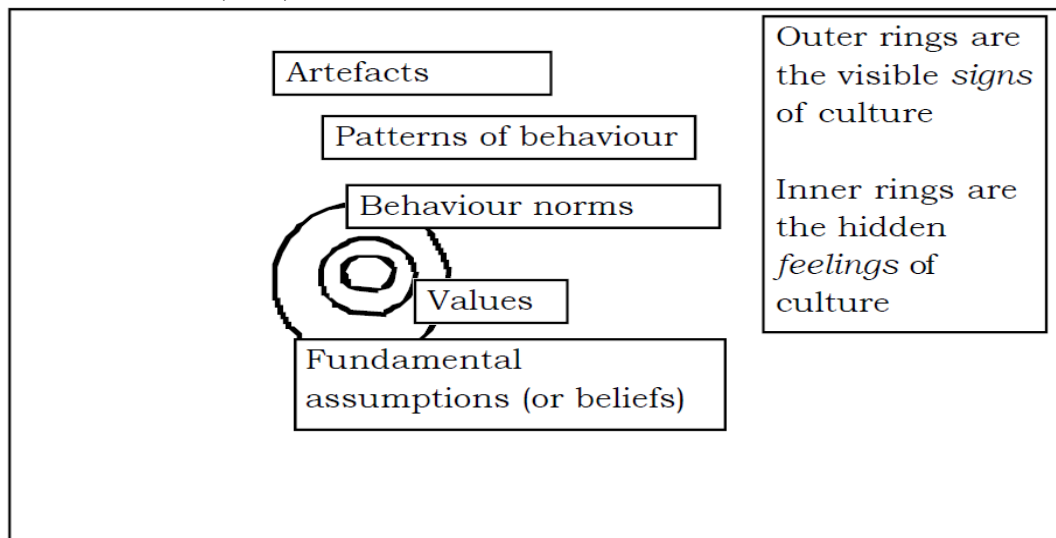 Artefacts
Patterns of behaviour
Behaviour norms
Values
Fundamental
assumptions (or beliefs)
Outer rings are
the visible signs
of culture
Inner rings are
the hidden
feelings of
culture